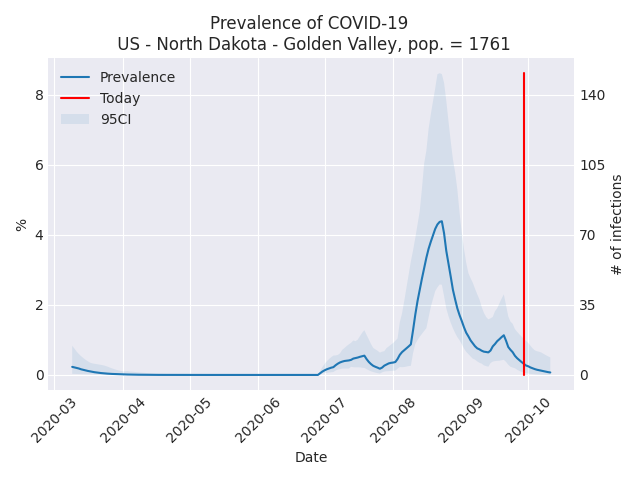 Prevalence of COVID-19
US - North Dakota - Golden Valley, pop. = 1761
Prevalence
Today
95CI
8
6
4
2
0
%
140
105
70
35
0
# of infections
2020-03
2020-04
2020-05
2020-06
2020-07
2020-08
2020-09
2020-10
Date